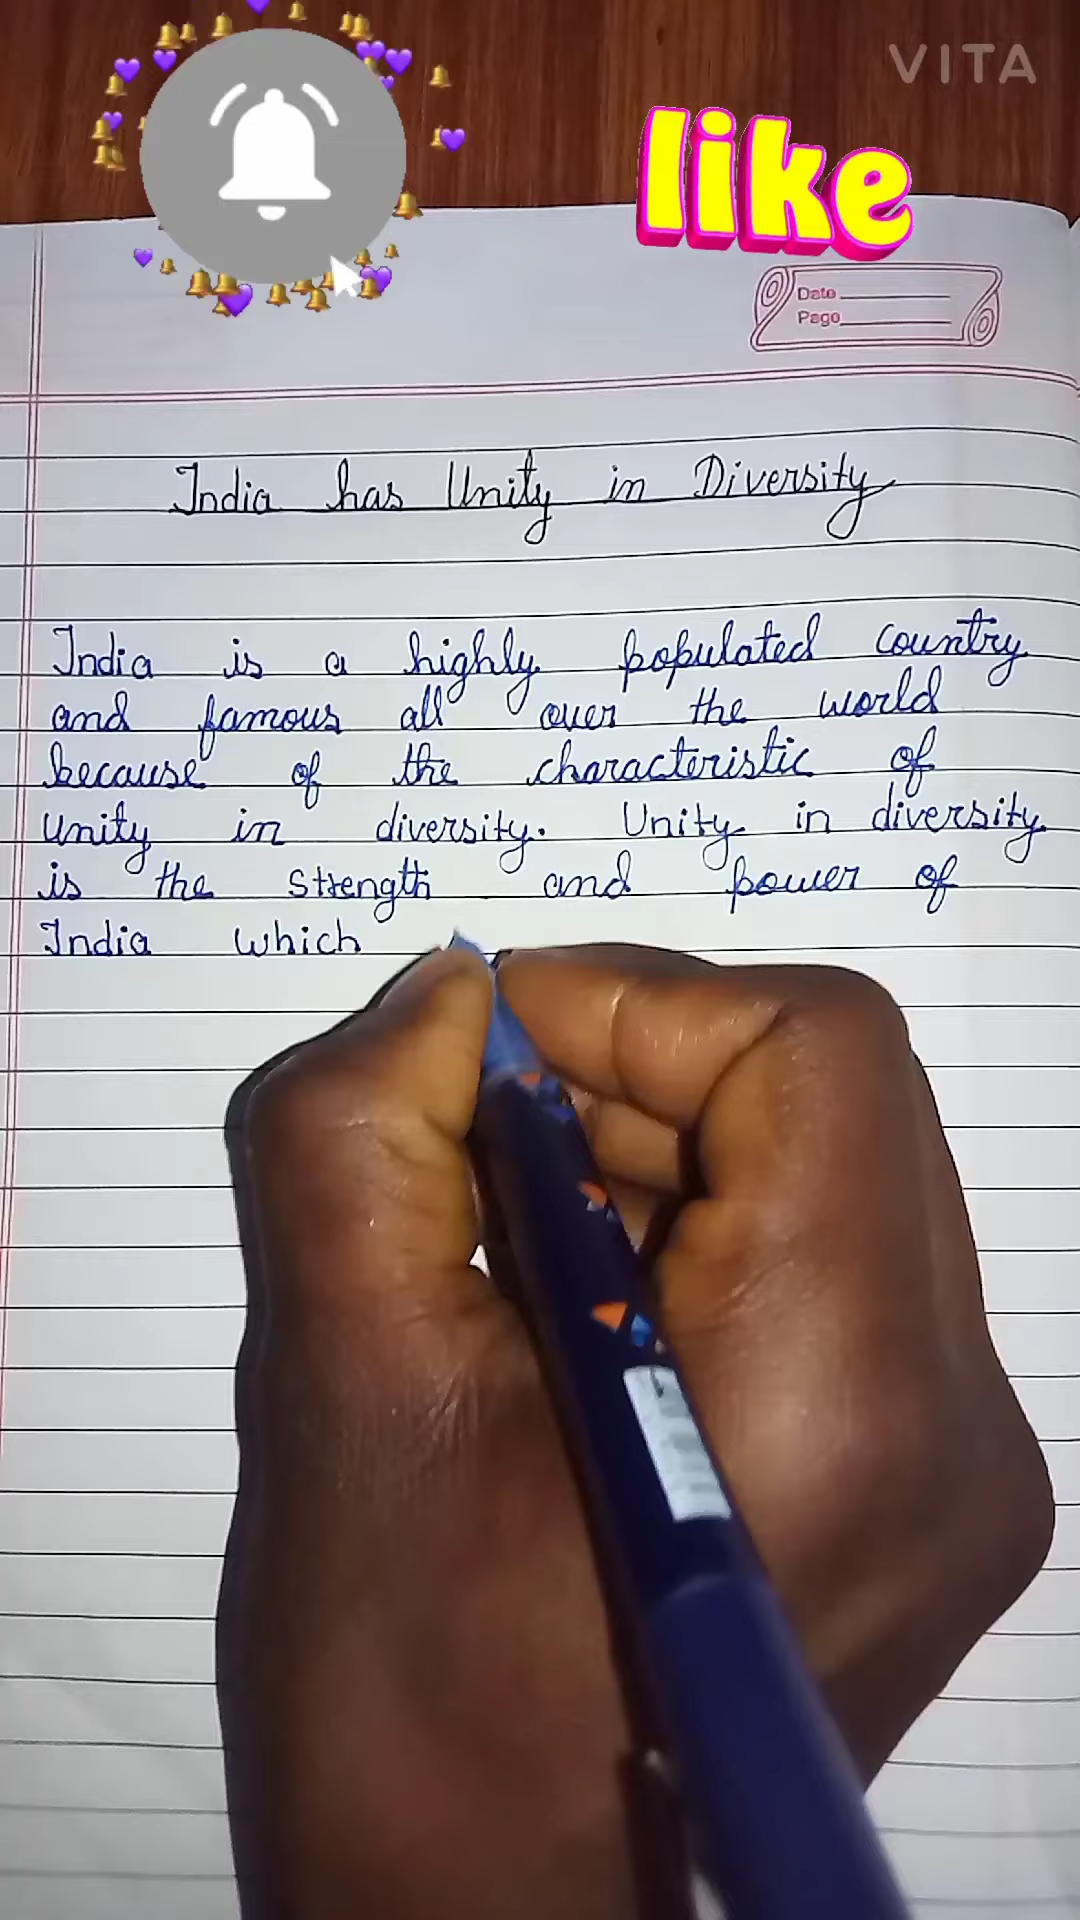 VITA
like
Date
Page
India has Unity in Diversity
India is a highly populated country
and famous all over the world
because of the characteristic of
unity in diversity. Unity in diversity
is the strength and power of
India which